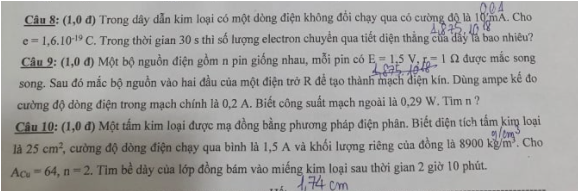 0,01
Câu 8: (1,0 đ) Trong dây dẫn kim loại có một dòng điện không đổi chạy qua có cường độ là 10 mA. Cho
e = 1,6.10⁻¹⁹ C. Trong thời gian 30 s thì số lượng electron chuyển qua tiết diện thẳng của dây là bao nhiêu?
1,875.10¹⁸
Câu 9: (1,0 đ) Một bộ nguồn điện gồm n pin giống nhau, mỗi pin có E = 1,5 V, r = 1 Ω được mắc song
1,875.10¹⁸
song. Sau đó mắc bộ nguồn vào hai đầu của một điện trở R để tạo thành mạch điện kín. Dùng ampe kế đo
cường độ dòng điện trong mạch chính là 0,2 A. Biết công suất mạch ngoài là 0,29 W. Tìm n ?
Câu 10: (1,0 đ) Một tấm kim loại được mạ đồng bằng phương pháp điện phân. Biết diện tích tấm kim loại
g/cm³
là 25 cm², cường độ dòng điện chạy qua bình là 1,5 A và khối lượng riêng của đồng là 8900 kg/m³. Cho
A_Cu = 64, n = 2. Tìm bề dày của lớp đồng bám vào miếng kim loại sau thời gian 2 giờ 10 phút.
1,74 cm